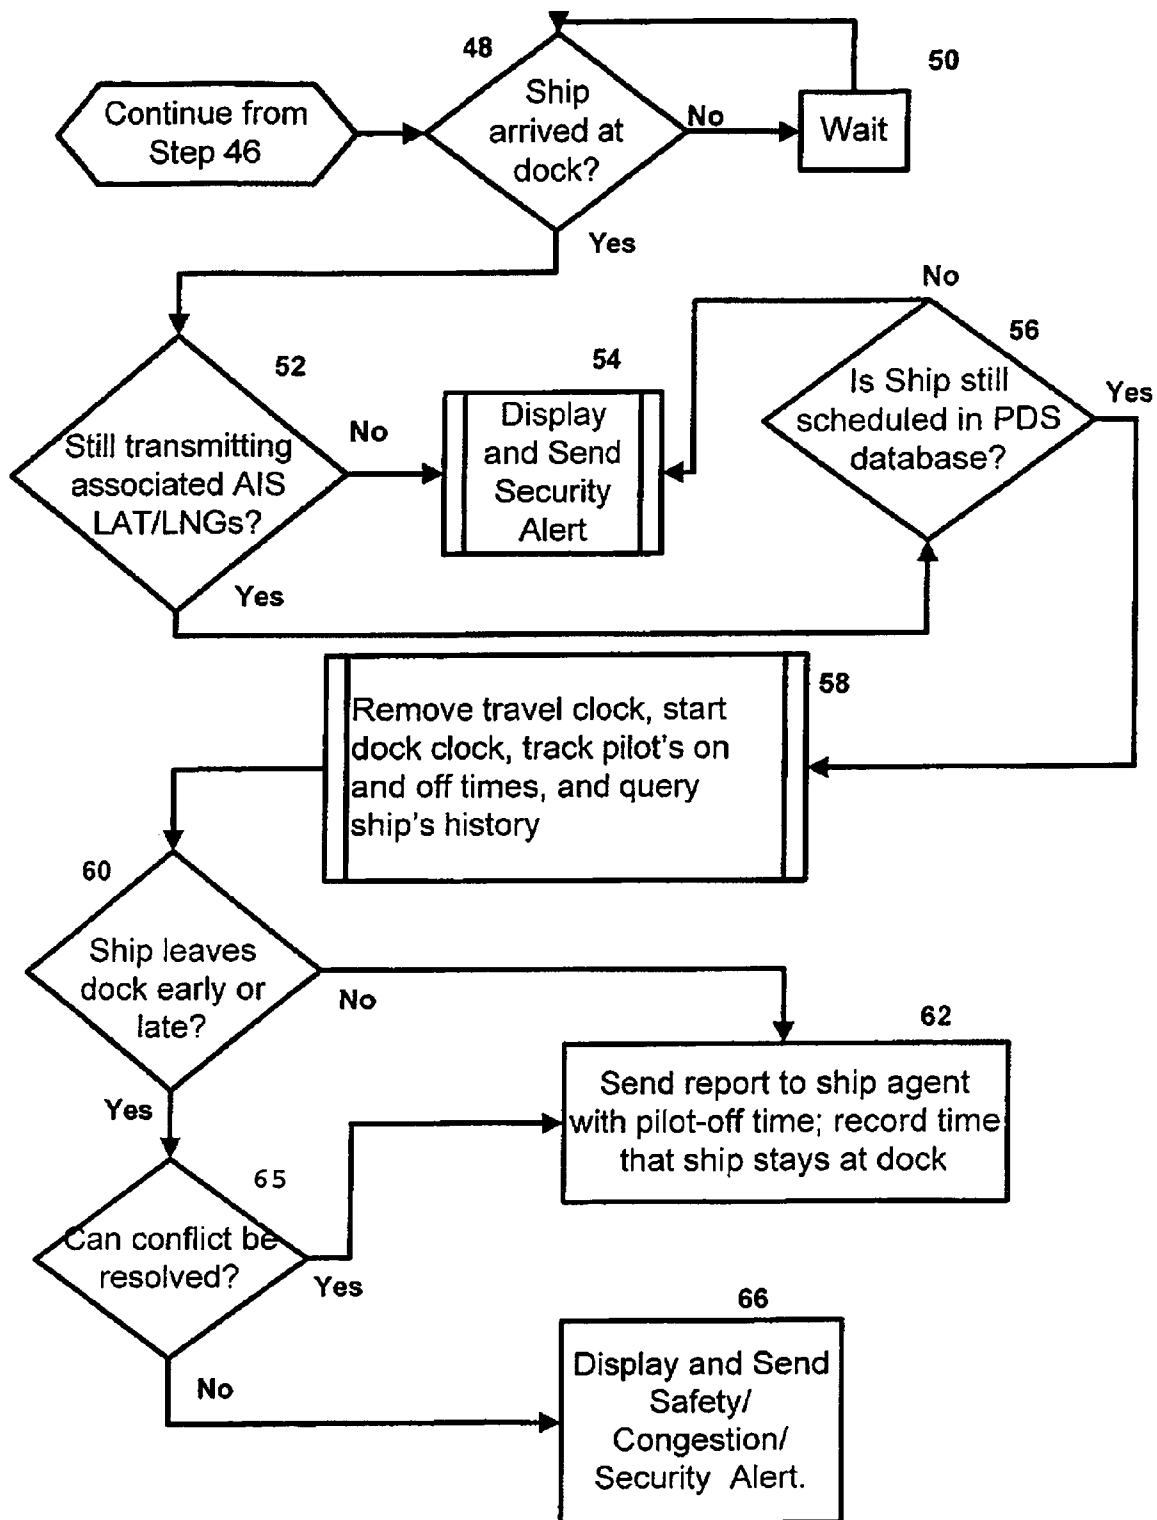 48
50
Continue from
Step 46
Ship
arrived at
dock?
No
Wait
Yes
No
52
54
56
Is Ship still
scheduled in PDS
database?
Yes
Still transmitting
associated AIS
LAT/LNGs?
No
Display
and Send
Security
Alert
Yes
58
Remove travel clock, start
dock clock, track pilot's on
and off times, and query
ship's history
60
Ship leaves
dock early or
late?
No
62
Send report to ship agent
with pilot-off time; record time
that ship stays at dock
Yes
65
Can conflict be
resolved?
Yes
66
No
Display and Send
Safety/
Congestion/
Security Alert.